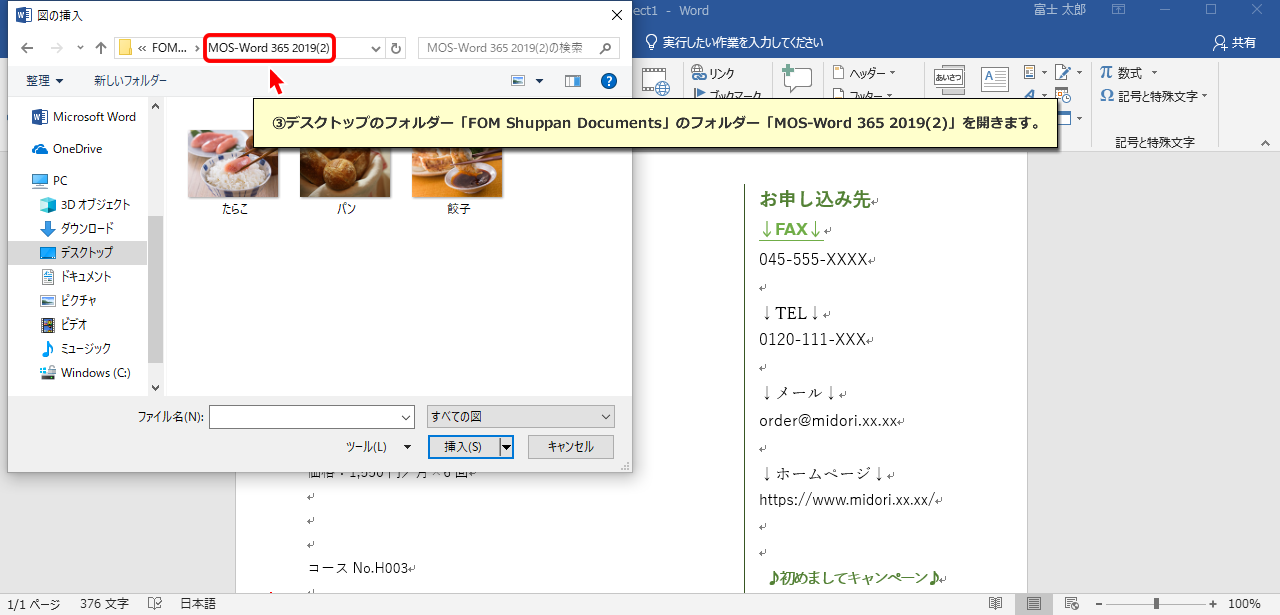 図の挿入
ect1 - Word
富士 太郎
« FOM... › MOS-Word 365 2019(2)
MOS-Word 365 2019(2)の検索
実行したい作業を入力してください
共有
整理
新しいフォルダー
リンク
ブックマーク
あいさつ
A
ヘッダー
フッター
π 数式
Ω 記号と特殊文字
記号と特殊文字
③デスクトップのフォルダー「FOM Shuppan Documents」のフォルダー「MOS-Word 365 2019(2)」を開きます。
Microsoft Word
OneDrive
PC
3D オブジェクト
ダウンロード
デスクトップ
ドキュメント
ピクチャ
ビデオ
ミュージック
Windows (C:)
たらこ
パン
餃子
ファイル名(N):
すべての図
ツール(L)
挿入(S)
キャンセル
お申し込み先
↓FAX↓
045-555-XXXX
↓TEL↓
0120-111-XXX
↓メール↓
order@midori.xx.xx
↓ホームページ↓
https://www.midori.xx.xx/
♪初めましてキャンペーン♪
価格：1,550 円／月×6 回
コース No.H003
1/1 ページ
376 文字
日本語
100%